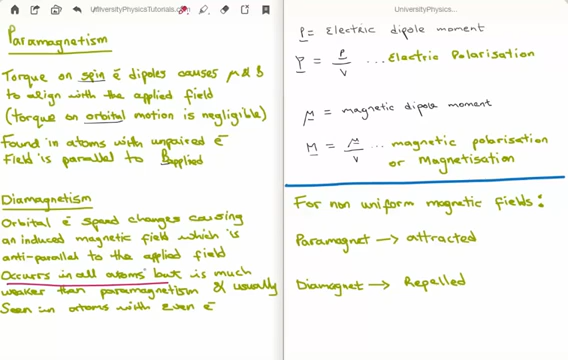 UniversityPhysicsTutorials.com
Paramagnetism
Torque on spin ē dipoles causes μ & B
to align with the applied field
(torque on orbital motion is negligible)
Found in atoms with unpaired ē
Field is parallel to B applied
Diamagnetism
Orbital ē speed changes causing
an induced magnetic field which is
anti-parallel to the applied field
Occurs in all atoms but is much
weaker than paramagnetism & usually
seen in atoms with even ē
UniversityPhysics...
p = Electric dipole moment
P = p/V ... Electric Polarisation
μ = magnetic dipole moment
M = μ/V ... magnetic polarisation
or Magnetisation
For non uniform magnetic fields:
Paramagnet → attracted
Diamagnet → Repelled